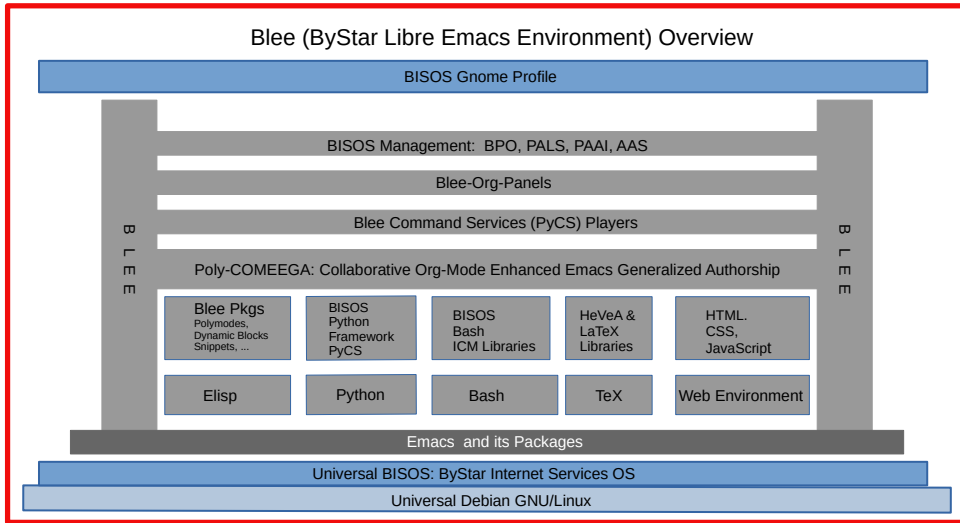 Blee (ByStar Libre Emacs Environment) Overview
BISOS Gnome Profile
BISOS Management: BPO, PALS, PAAI, AAS
Blee-Org-Panels
Blee Command Services (PyCS) Players
B L E E
B L E E
Poly-COMEEGA: Collaborative Org-Mode Enhanced Emacs Generalized Authorship
Blee Pkgs
Polymodes,
Dynamic Blocks
Snippets, ...
BISOS
Python
Framework
PyCS
BISOS
Bash
ICM Libraries
HeVeA &
LaTeX
Libraries
HTML.
CSS,
JavaScript
Elisp
Python
Bash
TeX
Web Environment
Emacs and its Packages
Universal BISOS: ByStar Internet Services OS
Universal Debian GNU/Linux